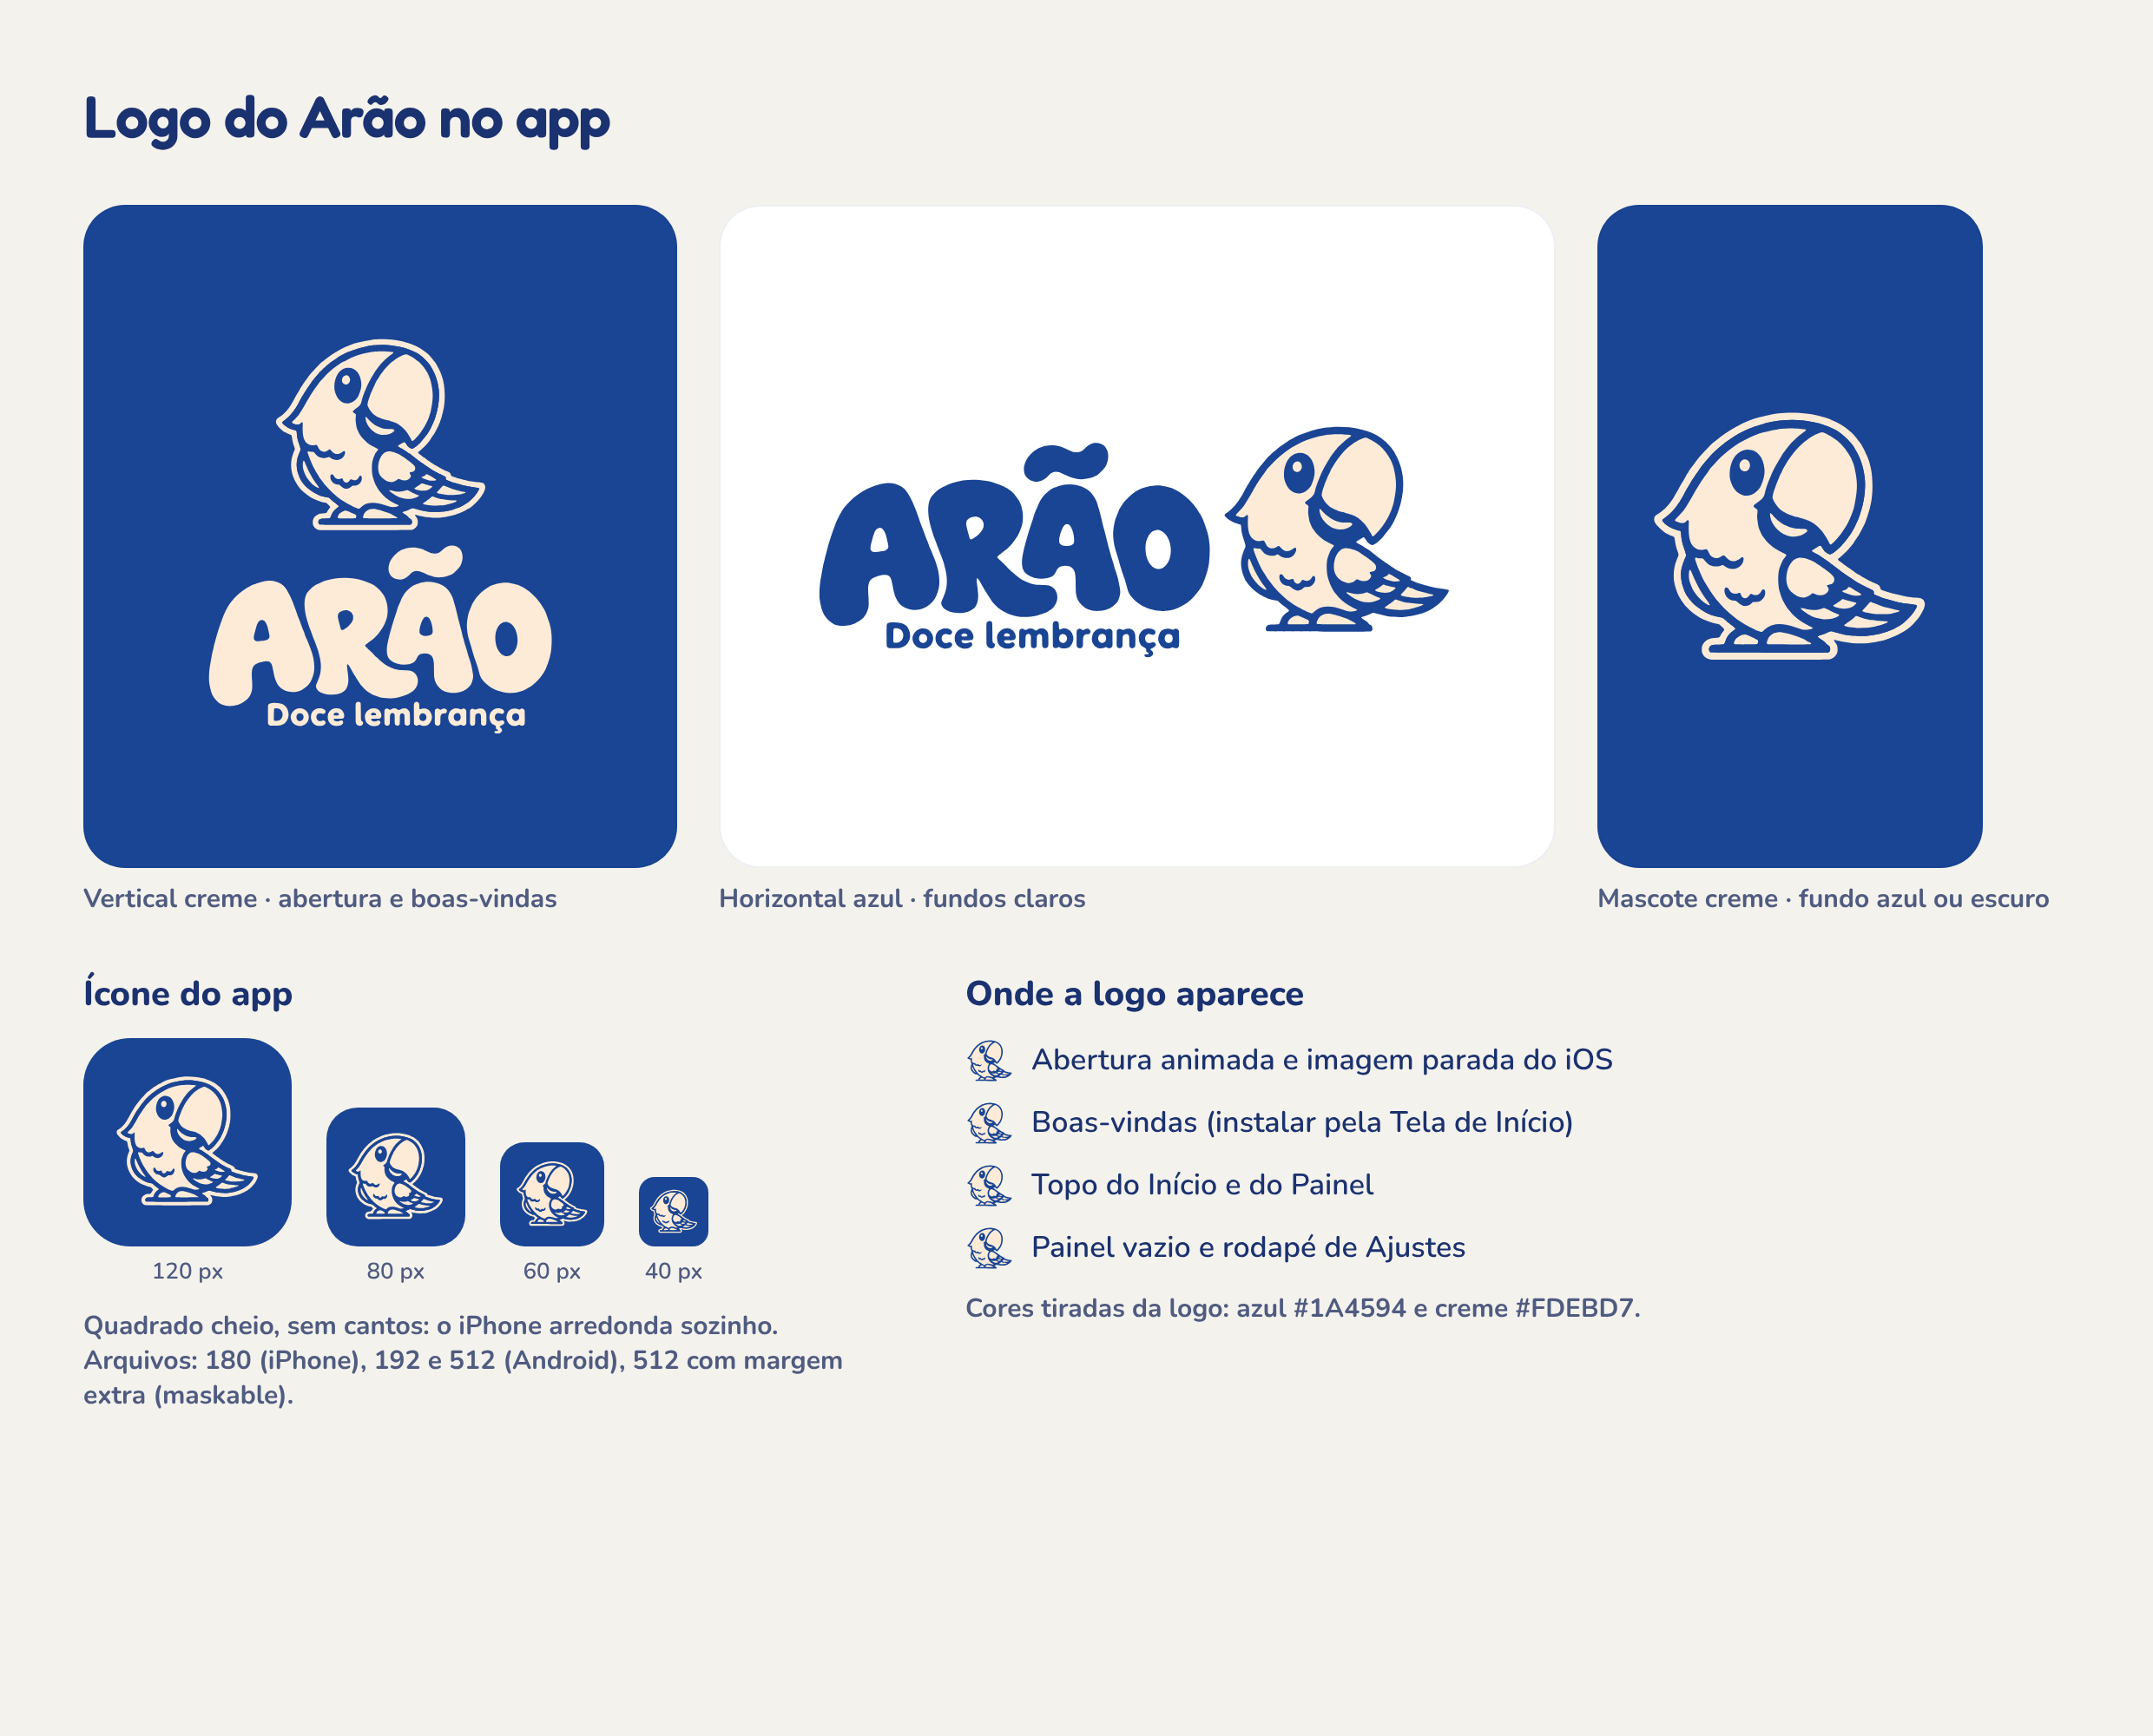 Logo do Arão no app
ARÃO
Doce lembrança
ARÃO
Doce lembrança
Vertical creme · abertura e boas-vindas
Horizontal azul · fundos claros
Mascote creme · fundo azul ou escuro
Ícone do app
120 px
80 px
60 px
40 px
Quadrado cheio, sem cantos: o iPhone arredonda sozinho.
Arquivos: 180 (iPhone), 192 e 512 (Android), 512 com margem
extra (maskable).
Onde a logo aparece
Abertura animada e imagem parada do iOS
Boas-vindas (instalar pela Tela de Início)
Topo do Início e do Painel
Painel vazio e rodapé de Ajustes
Cores tiradas da logo: azul #1A4594 e creme #FDEBD7.